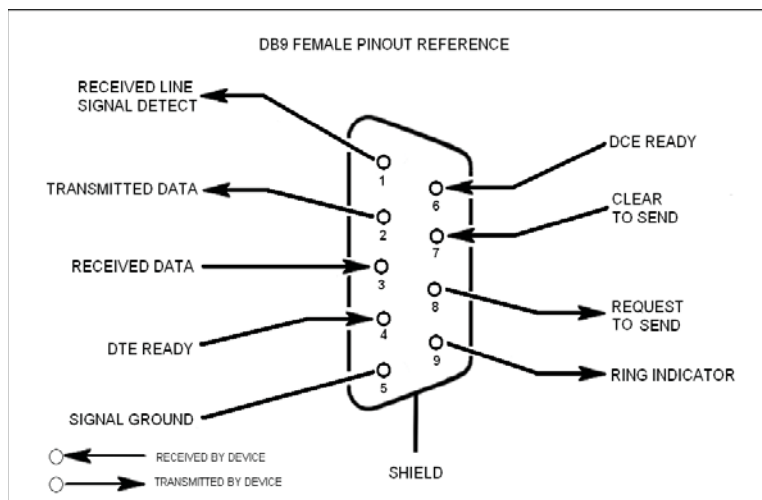 DB9 FEMALE PINOUT REFERENCE
RECEIVED LINE
SIGNAL DETECT
TRANSMITTED DATA
RECEIVED DATA
DTE READY
SIGNAL GROUND
1
2
3
4
5
6
7
8
9
DCE READY
CLEAR
TO SEND
REQUEST
TO SEND
RING INDICATOR
SHIELD
RECEIVED BY DEVICE
TRANSMITTED BY DEVICE